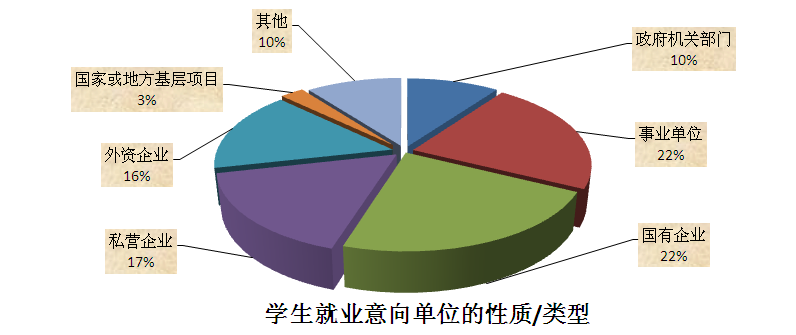 其他
10%
政府机关部门
10%
国家或地方基层项目
3%
事业单位
22%
外资企业
16%
国有企业
22%
私营企业
17%
学生就业意向单位的性质/类型